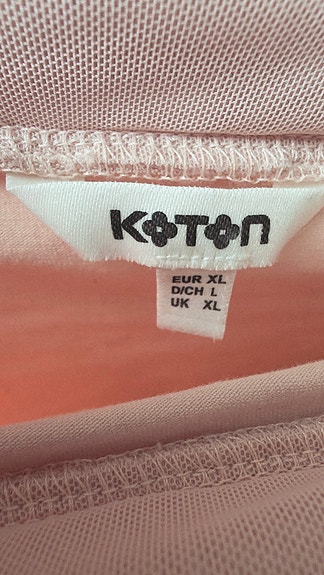 KOTON
EUR XL
D/CH L
UK XL